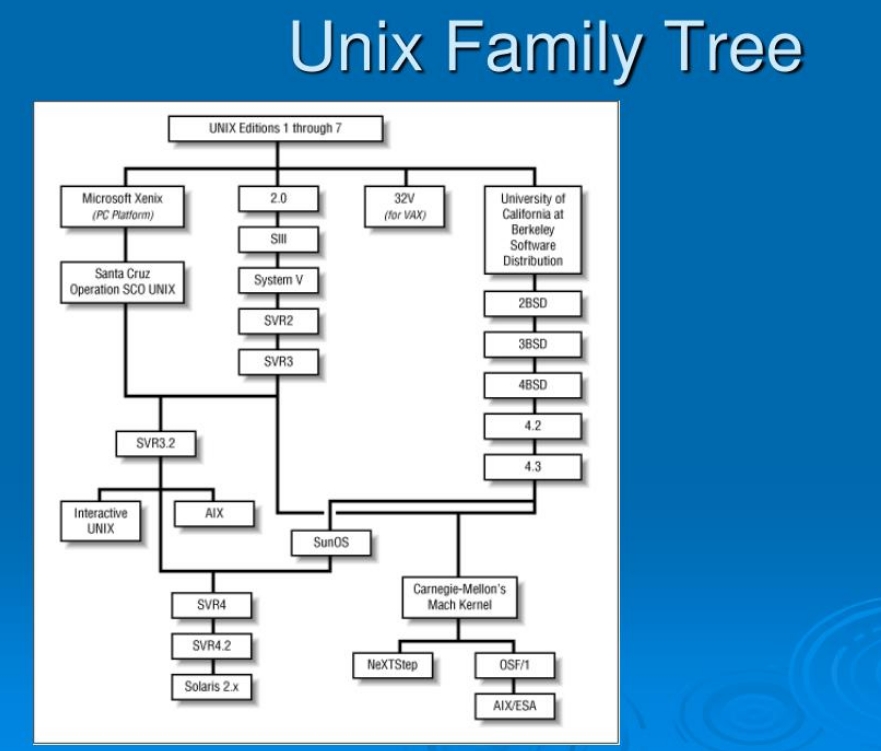 Unix Family Tree
UNIX Editions 1 through 7
Microsoft Xenix
(PC Platform)
2.0
32V
(for VAX)
University of
California at
Berkeley
Software
Distribution
SIII
Santa Cruz
Operation SCO UNIX
System V
2BSD
SVR2
3BSD
SVR3
4BSD
4.2
SVR3.2
4.3
Interactive
UNIX
AIX
SunOS
Carnegie-Mellon's
Mach Kernel
SVR4
SVR4.2
NeXTStep
OSF/1
Solaris 2.x
AIX/ESA